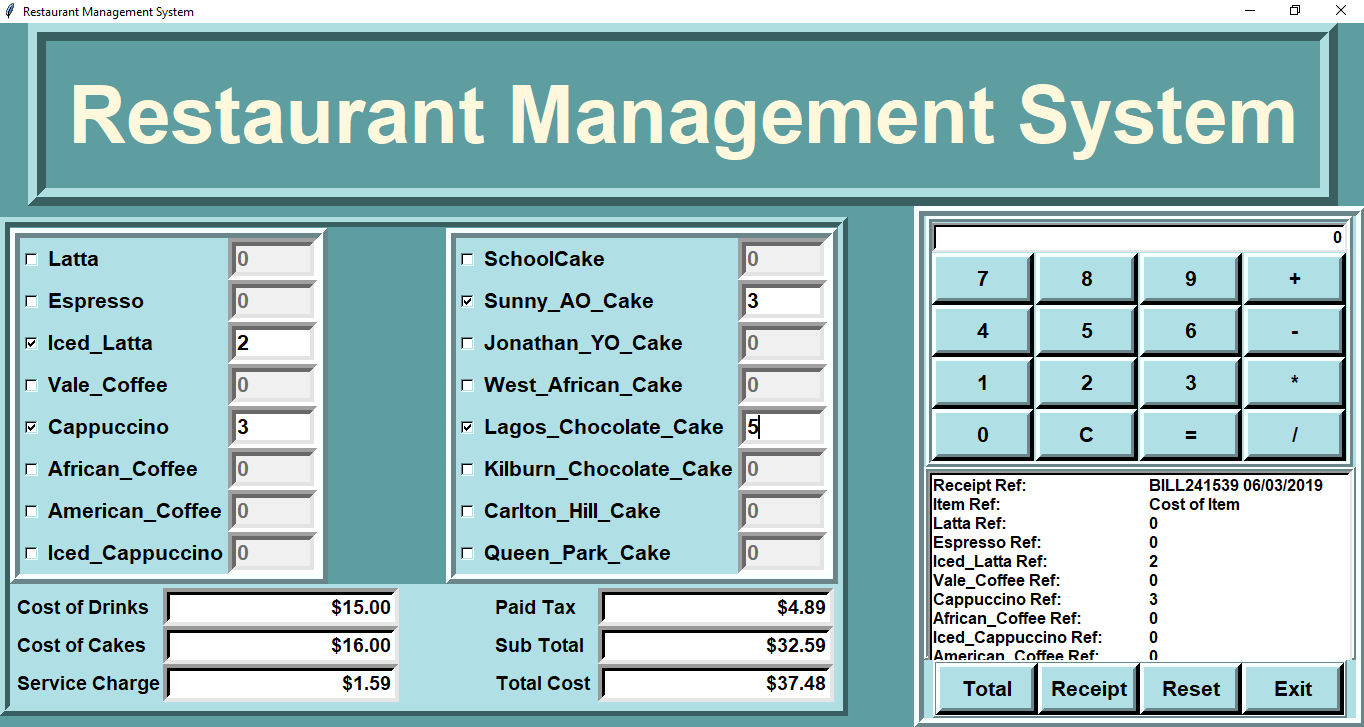 Restaurant Management System
Restaurant Management System
Latta 0
Espresso 0
Iced_Latta 2
Vale_Coffee 0
Cappuccino 3
African_Coffee 0
American_Coffee 0
Iced_Cappuccino 0
SchoolCake 0
Sunny_AO_Cake 3
Jonathan_YO_Cake 0
West_African_Cake 0
Lagos_Chocolate_Cake 5
Kilburn_Chocolate_Cake 0
Carlton_Hill_Cake 0
Queen_Park_Cake 0
Cost of Drinks $15.00
Cost of Cakes $16.00
Service Charge $1.59
Paid Tax $4.89
Sub Total $32.59
Total Cost $37.48
0
7 8 9 +
4 5 6 -
1 2 3 *
0 C = /
Receipt Ref: BILL241539 06/03/2019
Item Ref: Cost of Item
Latta Ref: 0
Espresso Ref: 0
Iced_Latta Ref: 2
Vale_Coffee Ref: 0
Cappuccino Ref: 3
African_Coffee Ref: 0
Iced_Cappuccino Ref: 0
American_Coffee Ref: 0
Total Receipt Reset Exit